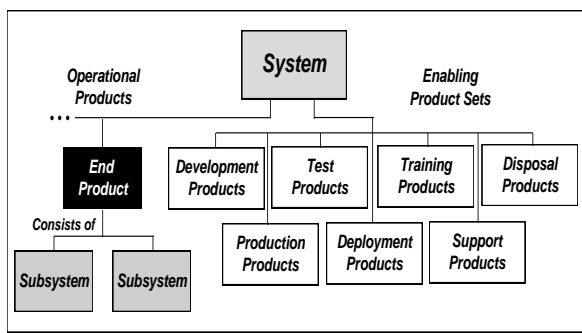 System
Operational
Products
Enabling
Product Sets
...
End
Product
Development
Products
Test
Products
Training
Products
Disposal
Products
Consists of
Production
Products
Deployment
Products
Support
Products
Subsystem
Subsystem